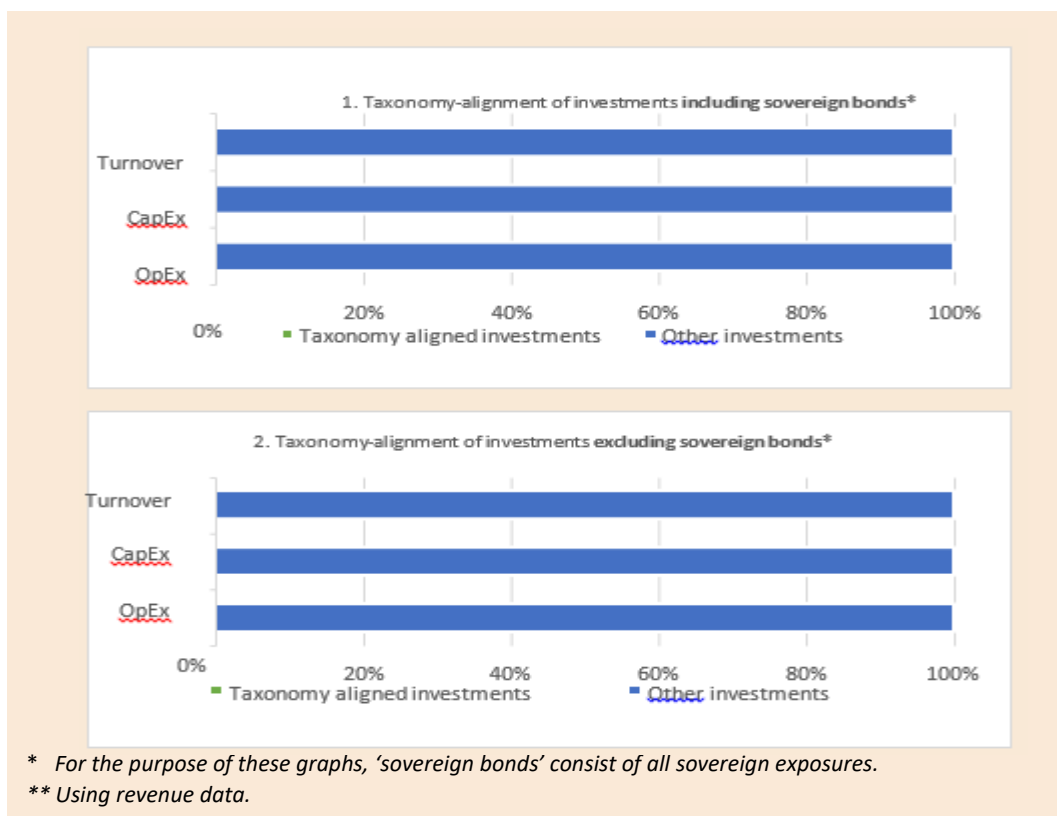 1. Taxonomy-alignment of investments including sovereign bonds*
Turnover
CapEx
OpEx
0% 20% 40% 60% 80% 100%
Taxonomy aligned investments Other investments
2. Taxonomy-alignment of investments excluding sovereign bonds*
Turnover
CapEx
OpEx
0% 20% 40% 60% 80% 100%
Taxonomy aligned investments Other investments
* For the purpose of these graphs, ‘sovereign bonds’ consist of all sovereign exposures.
** Using revenue data.